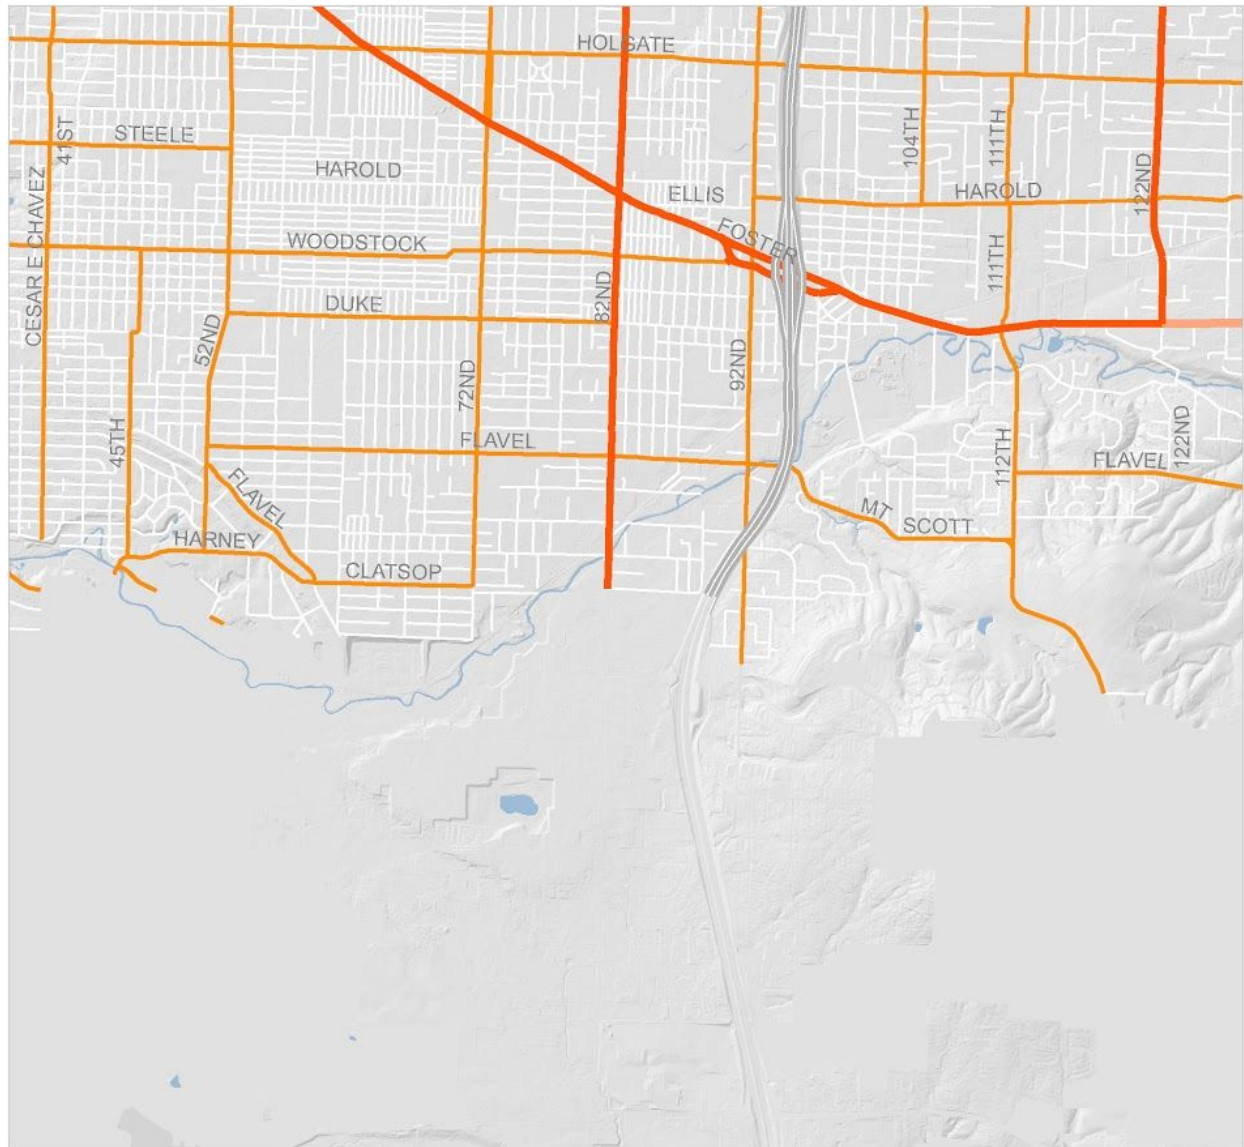 HOLGATE
STEELE
41ST
HAROLD
104TH
111TH
ELLIS
HAROLD
122ND
CESAR E CHAVEZ
WOODSTOCK
FOSTER
111TH
DUKE
82ND
52ND
92ND
72ND
45TH
FLAVEL
112TH
FLAVEL
122ND
FLAVEL
MT
SCOTT
HARNEY
CLATSOP